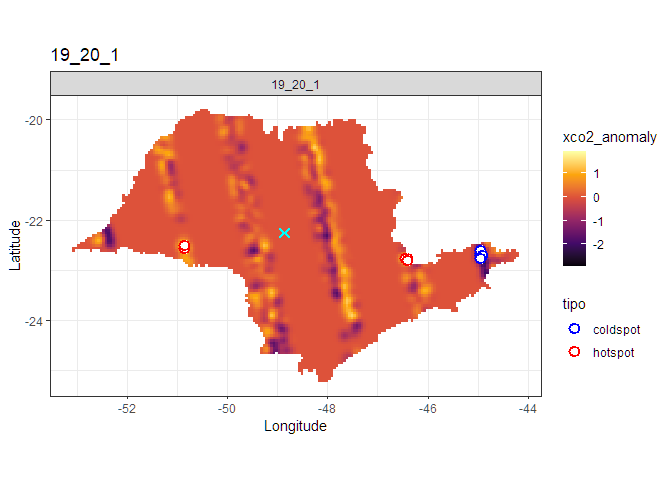 19_20_1
19_20_1
xco2_anomaly
1
0
-1
-2
tipo
coldspot
hotspot
-20
-22
-24
Latitude
-52
-50
-48
-46
-44
Longitude